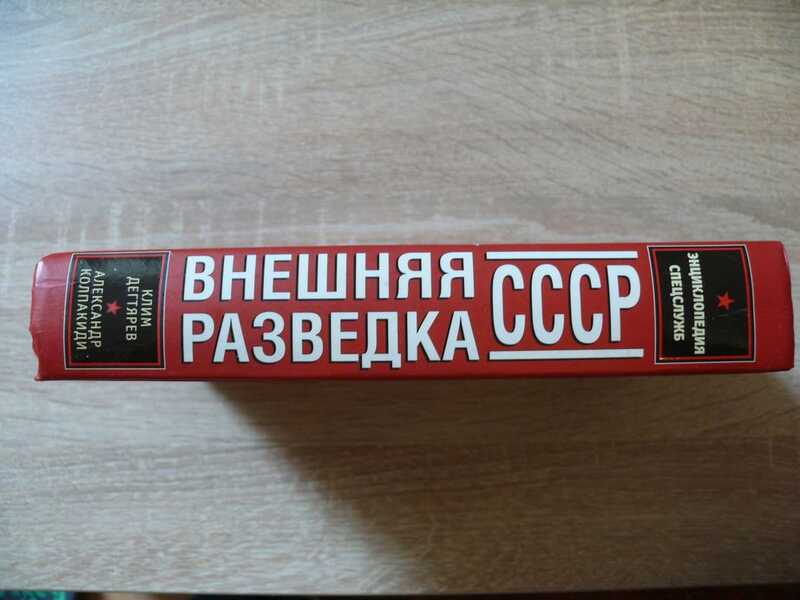 КЛИМ
ДЕГТЯРЕВ
АЛЕКСАНДР
КОЛПАКИДИ
ВНЕШНЯЯ
РАЗВЕДКА
СССР
ЭНЦИКЛОПЕДИЯ
СПЕЦСЛУЖБ